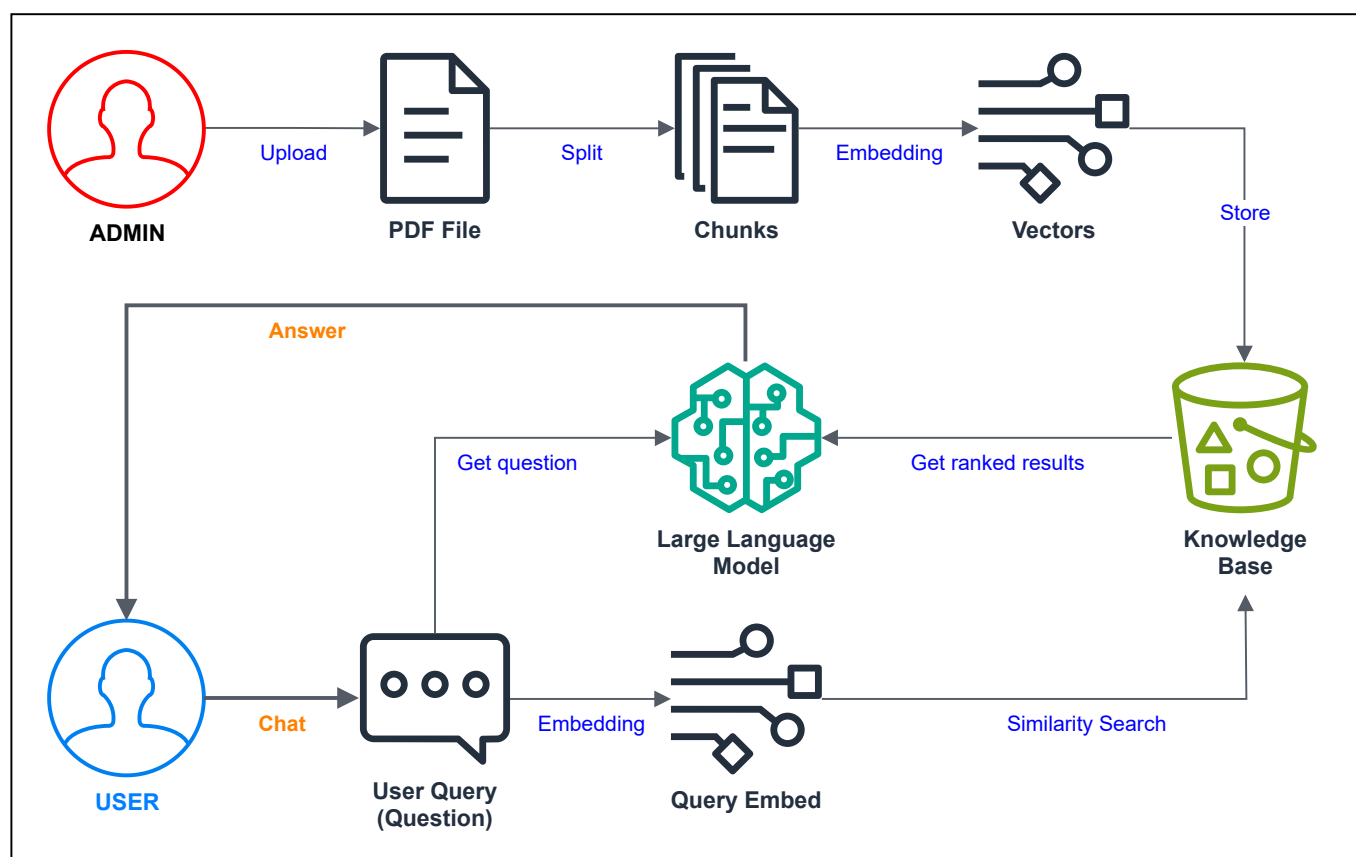 Upload
Split
Embedding
ADMIN
PDF File
Chunks
Vectors
Store
Answer
Get question
Get ranked results
Large Language
Model
Knowledge
Base
Chat
Embedding
Similarity Search
USER
User Query
(Question)
Query Embed